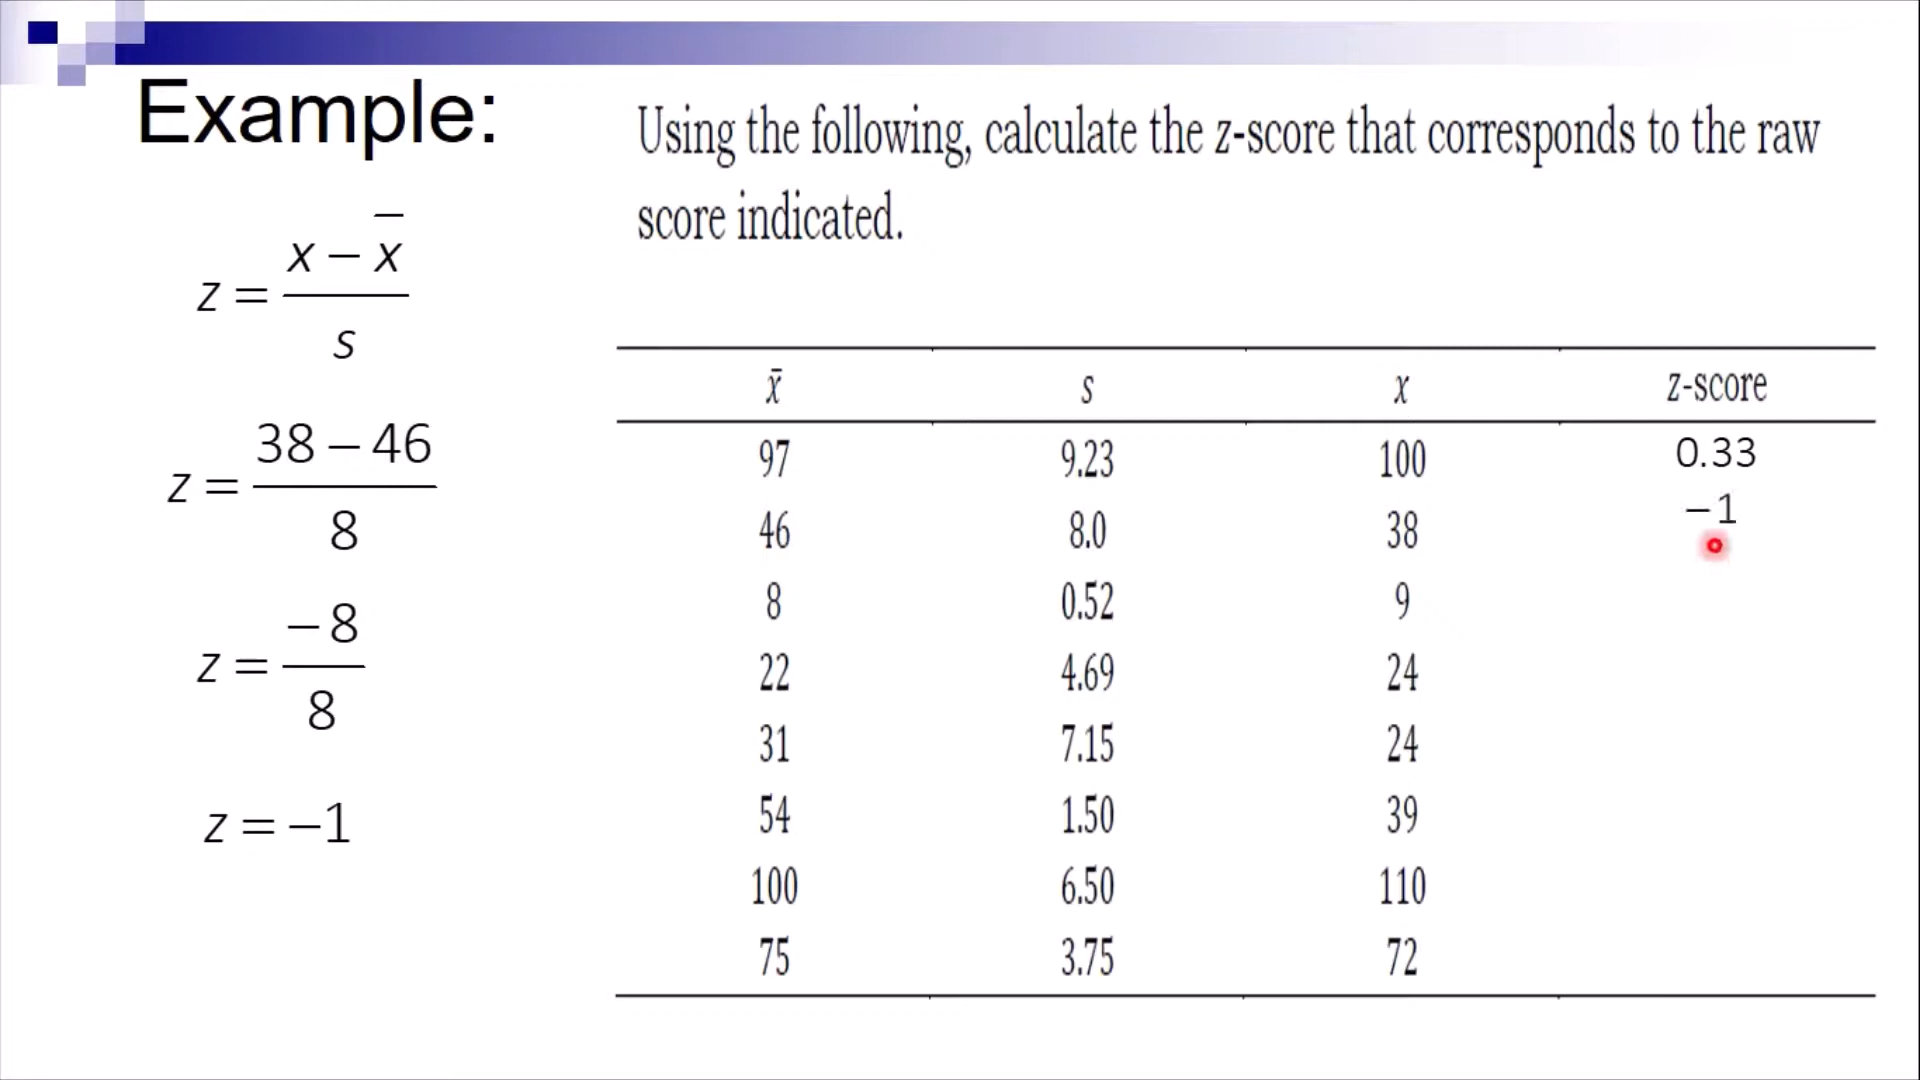 Example:
Using the following, calculate the z-score that corresponds to the raw
score indicated.
z = x − x̄ / s
z = 38 − 46 / 8
z = −8 / 8
z = −1
x̄ s x z-score
97 9.23 100 0.33
46 8.0 38 −1
8 0.52 9
22 4.69 24
31 7.15 24
54 1.50 39
100 6.50 110
75 3.75 72